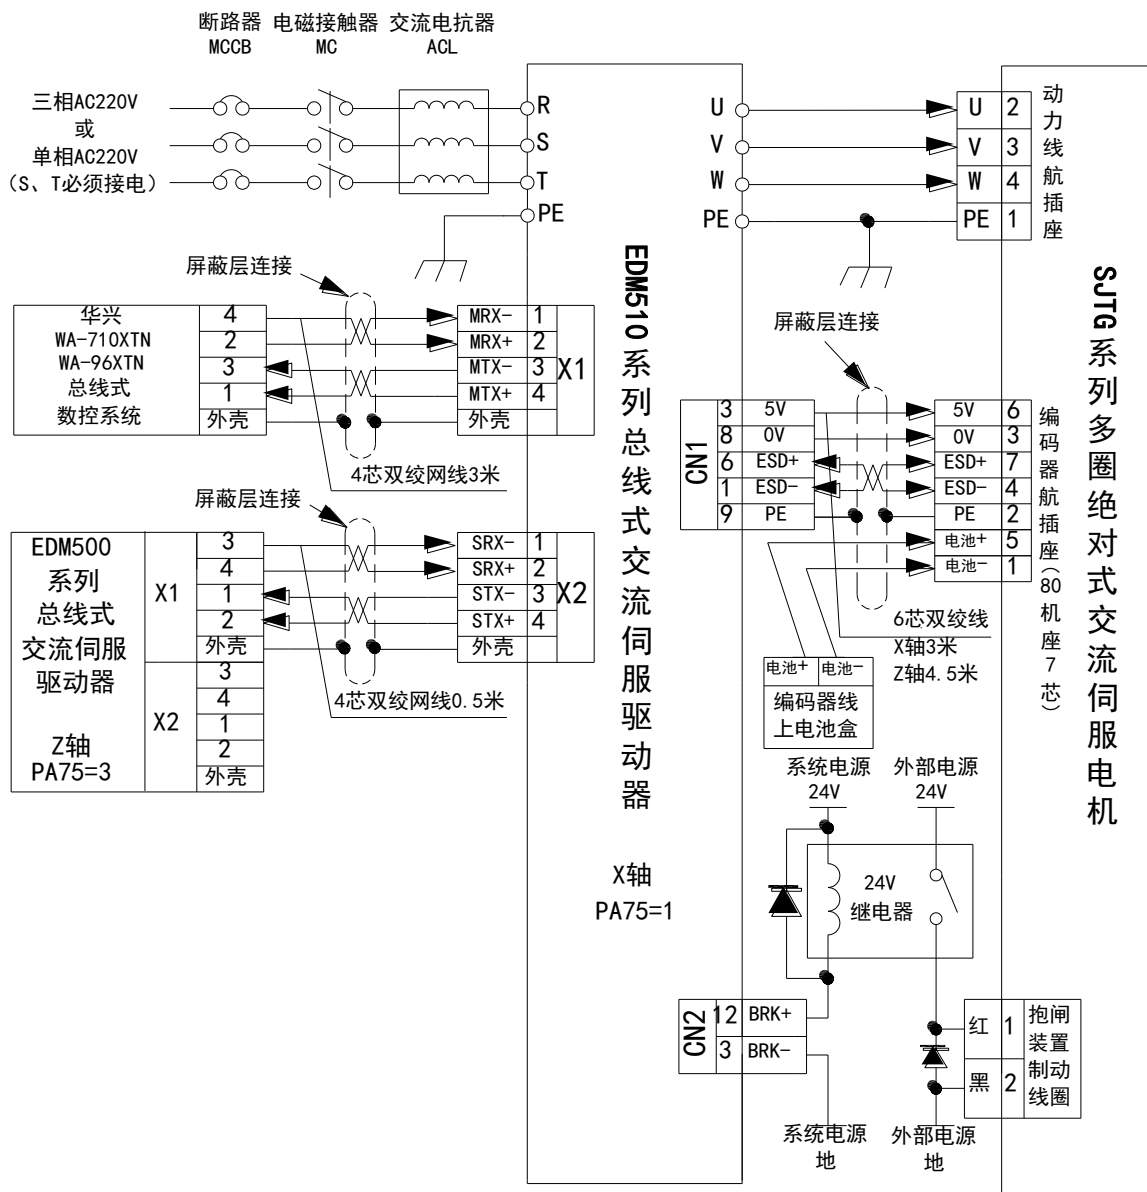 断路器 电磁接触器 交流电抗器
MCCB MC ACL
三相AC220V
或
单相AC220V
(S、T必须接电)
R
S
T
PE
U
V
W
PE
U 2
V 3
W 4
PE 1
动力线航插座
屏蔽层连接
华兴
WA-710XTN
WA-96XTN
总线式
数控系统
4
2
3
1
外壳
MRX- 1
MRX+ 2
MTX- 3
MTX+ 4
外壳
X1
4芯双绞网线3米
屏蔽层连接
EDM500
系列
总线式
交流伺服
驱动器
Z轴
PA75=3
X1
3
4
1
2
外壳
X2
3
4
1
2
外壳
SRX- 1
SRX+ 2
STX- 3
STX+ 4
外壳
X2
4芯双绞网线0.5米
EDM510系列总线式交流伺服驱动器
X轴
PA75=1
屏蔽层连接
CN1
3 5V
8 0V
6 ESD+
1 ESD-
9 PE
5V 6
0V 3
ESD+ 7
ESD- 4
PE 2
电池+ 5
电池- 1
编码器航插座(80机座7芯)
6芯双绞线
X轴3米
Z轴4.5米
电池+ 电池-
编码器线
上电池盒
系统电源 外部电源
24V 24V
24V
继电器
CN2
12 BRK+
3 BRK-
红 1
黑 2
抱闸
装置
制动
线圈
系统电源 外部电源
地 地
SJTG系列多圈绝对式交流伺服电机